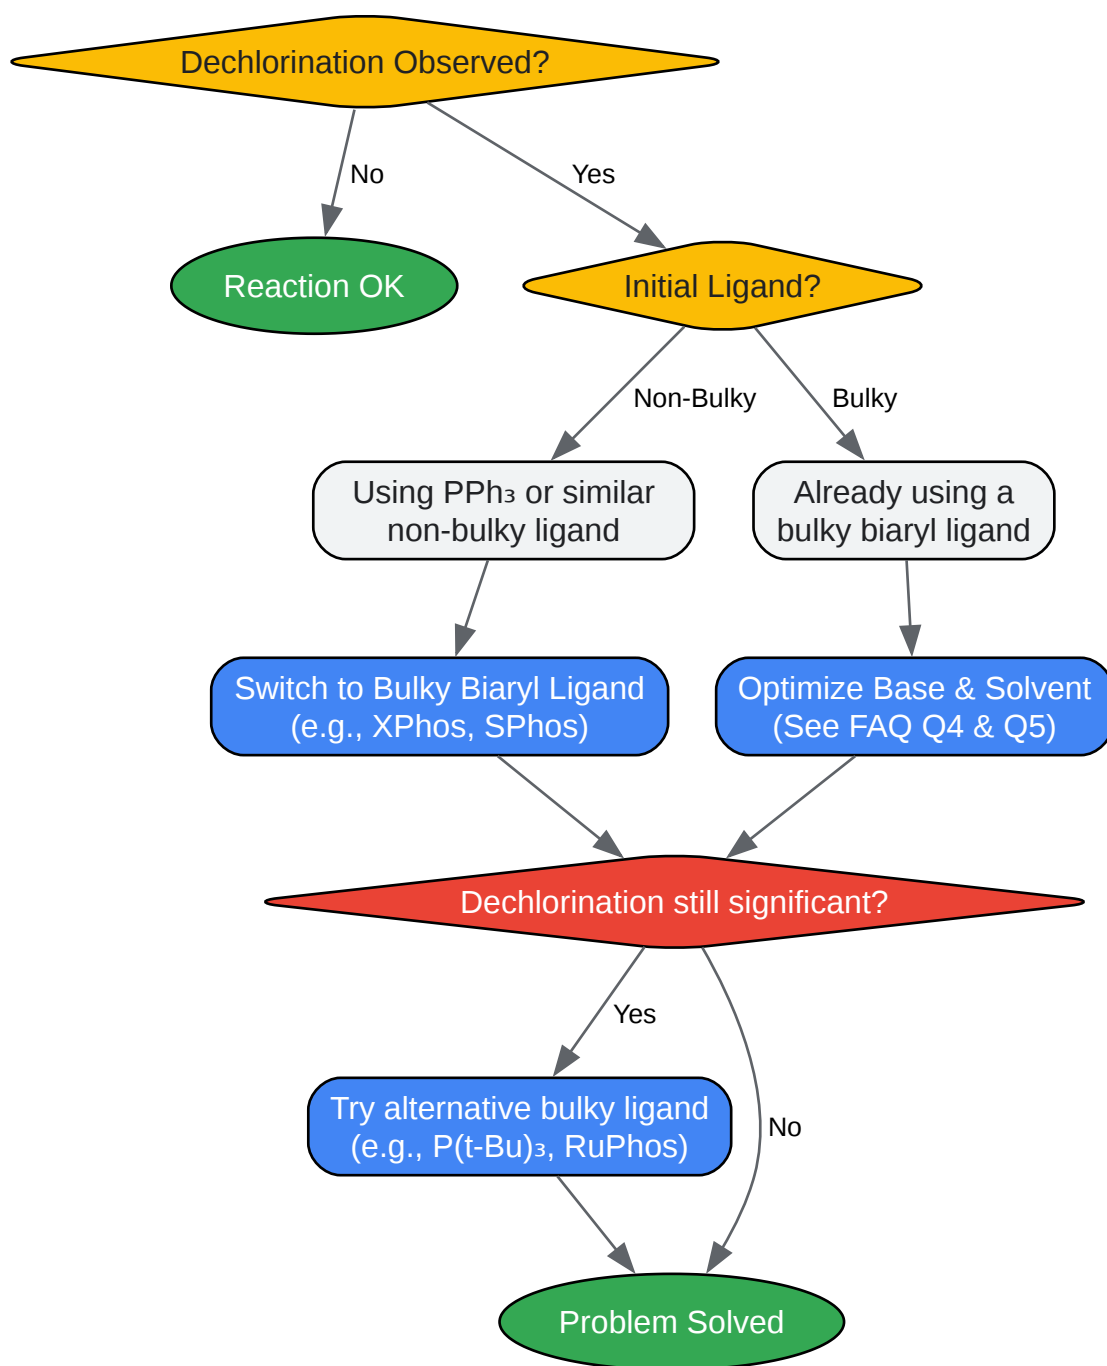 Dechlorination Observed?
No
Yes
Reaction OK
Initial Ligand?
Non-Bulky
Bulky
Using PPh₃ or similar
non-bulky ligand
Already using a
bulky biaryl ligand
Switch to Bulky Biaryl Ligand
(e.g., XPhos, SPhos)
Optimize Base & Solvent
(See FAQ Q4 & Q5)
Dechlorination still significant?
Yes
No
Try alternative bulky ligand
(e.g., P(t-Bu)₃, RuPhos)
Problem Solved